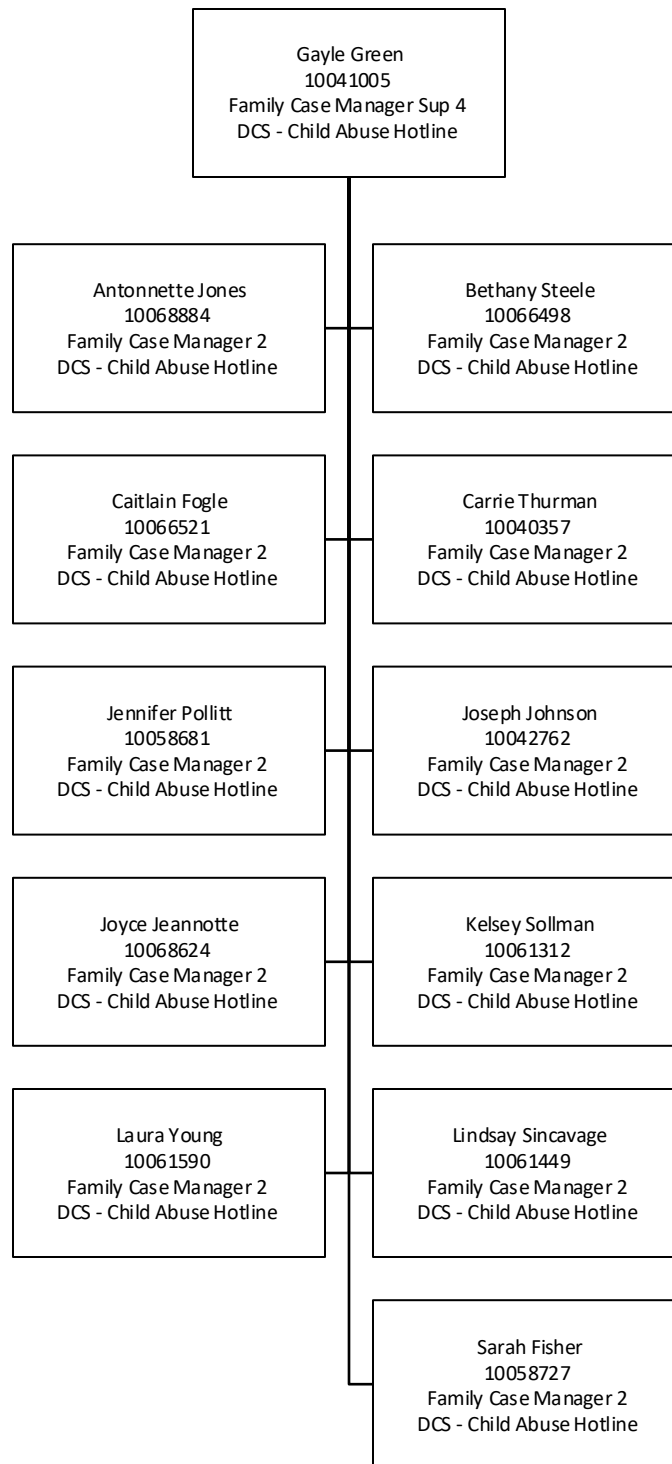 Gayle Green
10041005
Family Case Manager Sup 4
DCS - Child Abuse Hotline
Antonnette Jones
10068884
Family Case Manager 2
DCS - Child Abuse Hotline
Bethany Steele
10066498
Family Case Manager 2
DCS - Child Abuse Hotline
Caitlain Fogle
10066521
Family Case Manager 2
DCS - Child Abuse Hotline
Carrie Thurman
10040357
Family Case Manager 2
DCS - Child Abuse Hotline
Jennifer Pollitt
10058681
Family Case Manager 2
DCS - Child Abuse Hotline
Joseph Johnson
10042762
Family Case Manager 2
DCS - Child Abuse Hotline
Joyce Jeannotte
10068624
Family Case Manager 2
DCS - Child Abuse Hotline
Kelsey Sollman
10061312
Family Case Manager 2
DCS - Child Abuse Hotline
Laura Young
10061590
Family Case Manager 2
DCS - Child Abuse Hotline
Lindsay Sincavage
10061449
Family Case Manager 2
DCS - Child Abuse Hotline
Sarah Fisher
10058727
Family Case Manager 2
DCS - Child Abuse Hotline